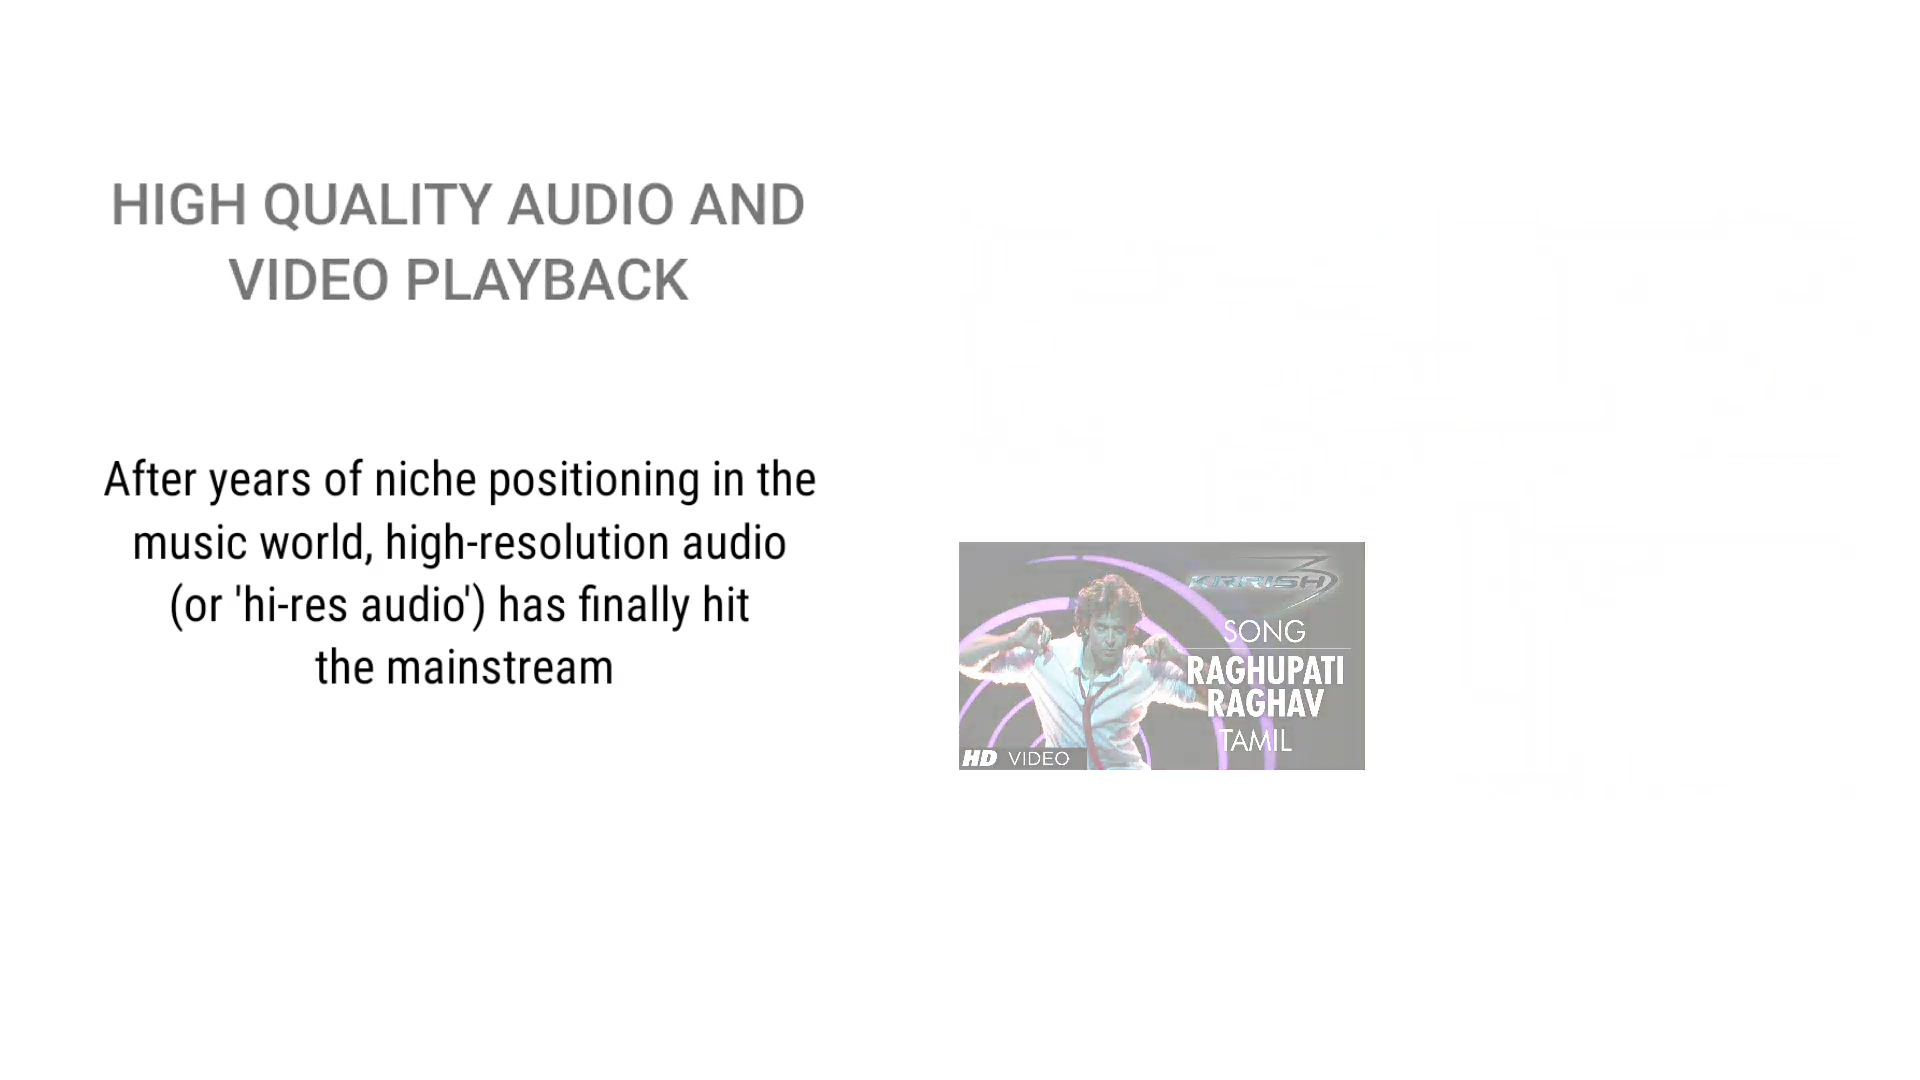 HIGH QUALITY AUDIO AND
VIDEO PLAYBACK
After years of niche positioning in the
music world, high-resolution audio
(or 'hi-res audio') has finally hit
the mainstream
KRRISH 3
SONG
RAGHUPATI
RAGHAV
TAMIL
HD VIDEO